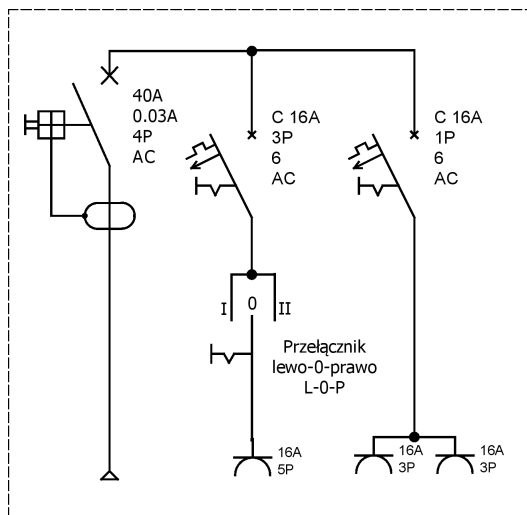 40A
0.03A
4P
AC
C 16A
3P
6
AC
C 16A
1P
6
AC
I 0 II
Przełącznik
lewo-0-prawo
L-0-P
16A
5P
16A
3P
16A
3P